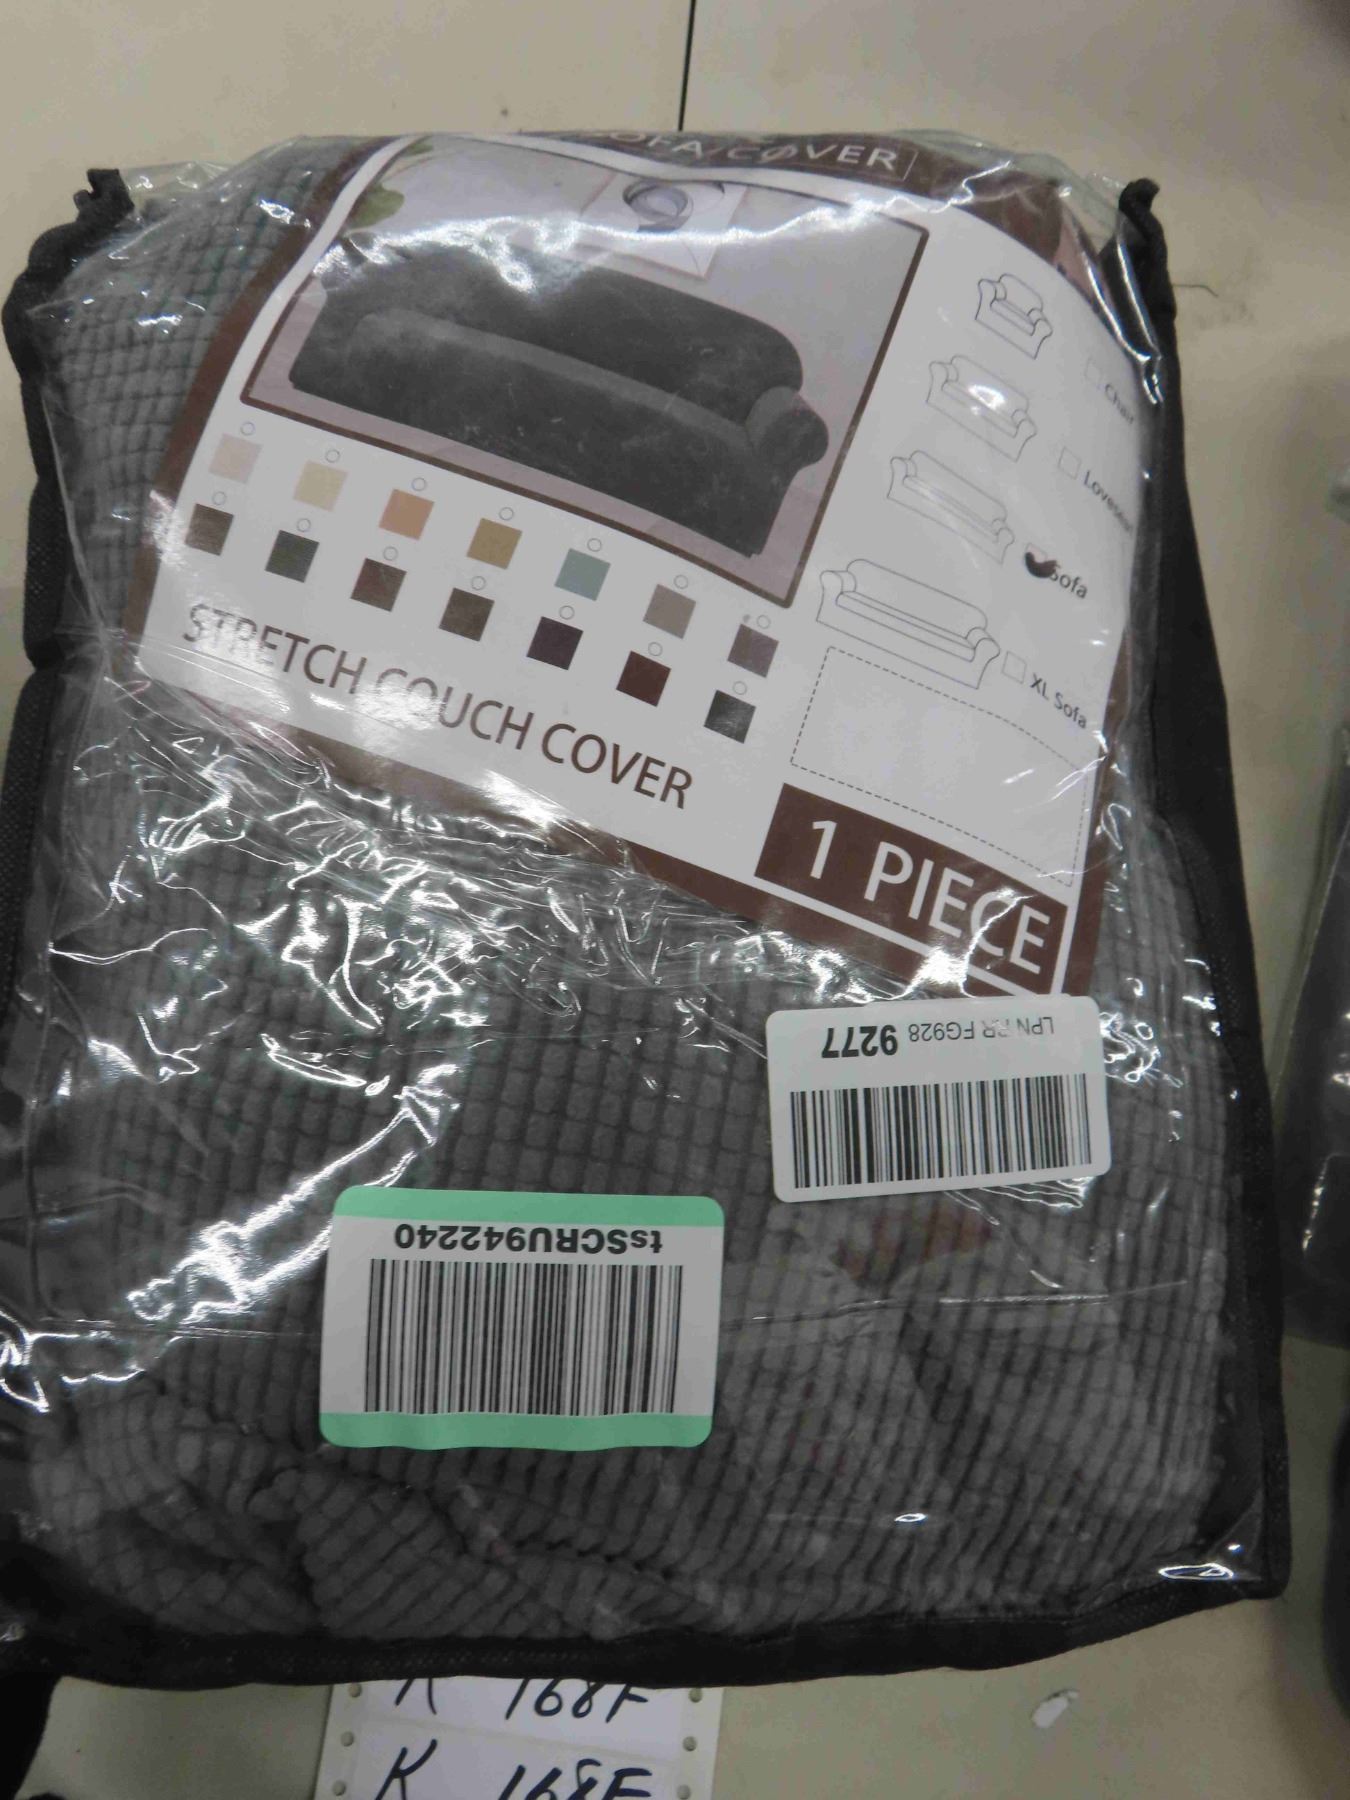 SOFA/COVER
Chair
Loveseat
Sofa
XL Sofa
STRETCH COUCH COVER
1 PIECE
LPN RR FG928 9277
tsSCRU942240
K 168F
K 168F